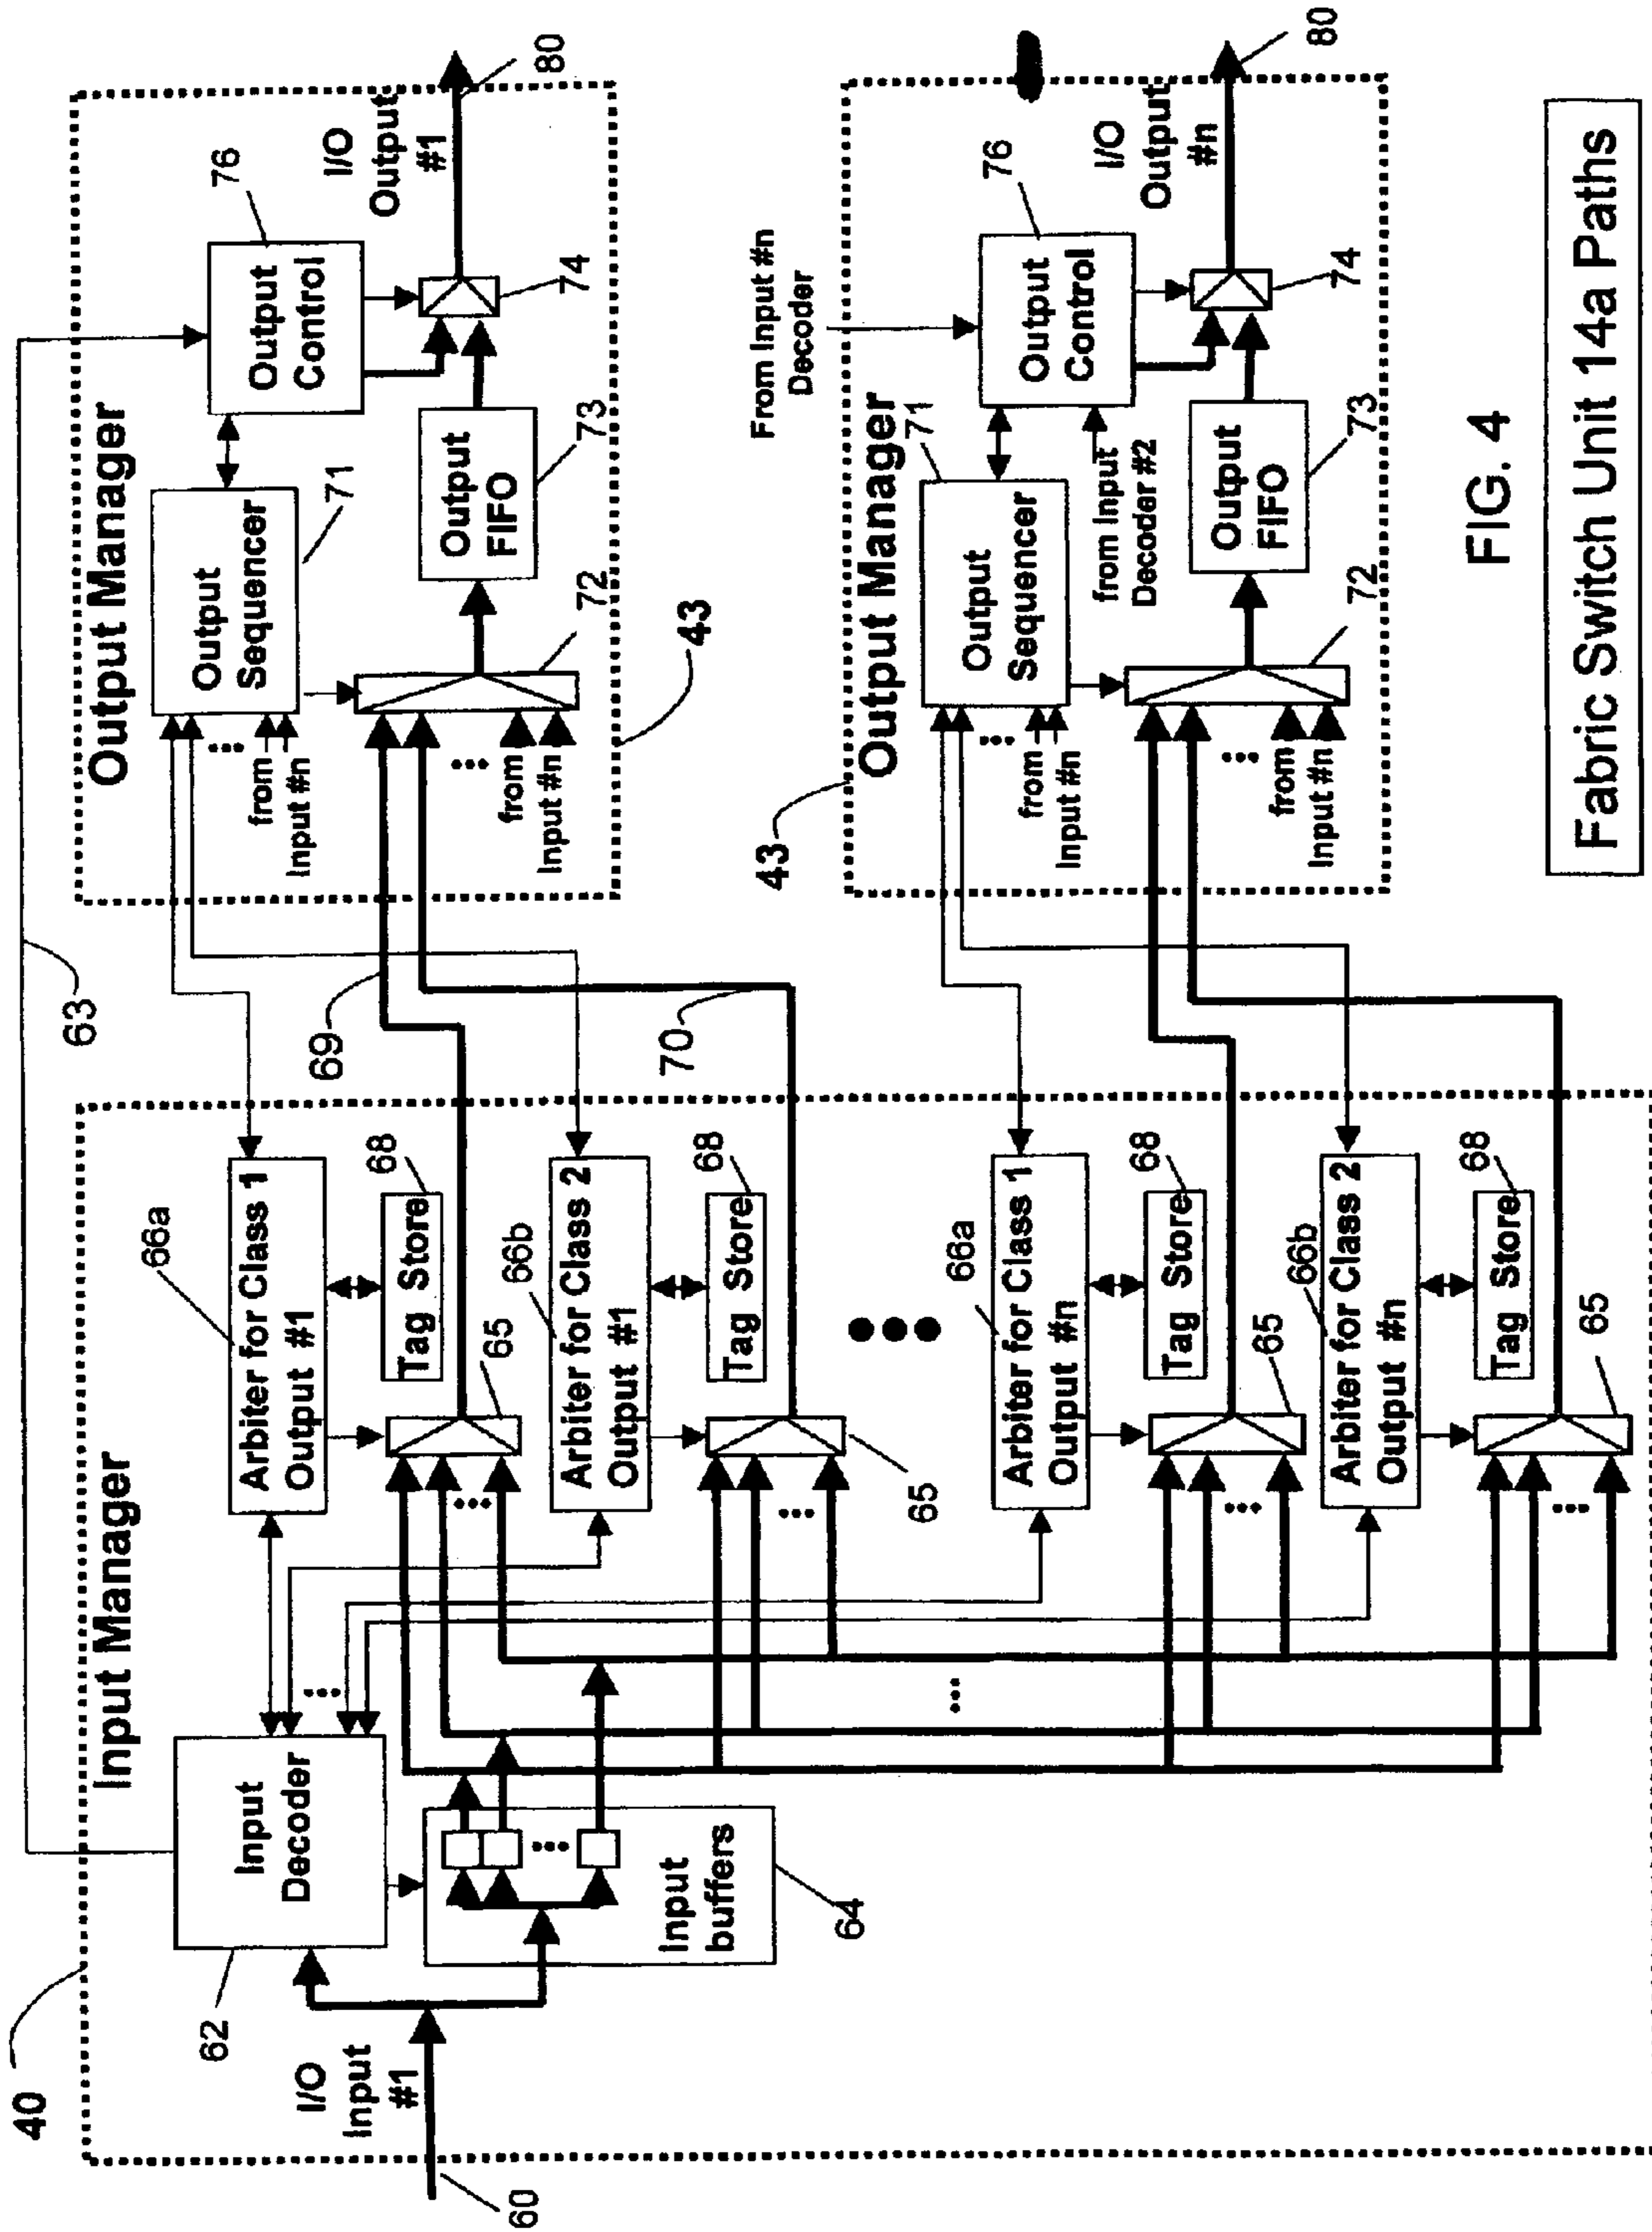 40
Input Manager
62
Input
Decoder
I/O
Input
#1
60
Input
buffers
64
63
66a
Arbiter for Class 1
Output #1
68
Tag Store
65
66b
Arbiter for Class 2
Output #1
68
Tag Store
65
66a
Arbiter for Class 1
Output #n
68
Tag Store
65
66b
Arbiter for Class 2
Output #n
68
Tag Store
65
69
70
Output Manager
Output
Sequencer
71
from
Input #n
from
Input #n
72
Output
FIFO
73
76
Output
Control
74
I/O
Output
#1
80
43
43
Output Manager
71
Output
Sequencer
from
Input #n
from
Input #n
72
from Input
Decoder #2
Output
FIFO
73
From Input #n
Decoder
76
Output
Control
74
I/O
Output
#n
80
FIG. 4
Fabric Switch Unit 14a Paths